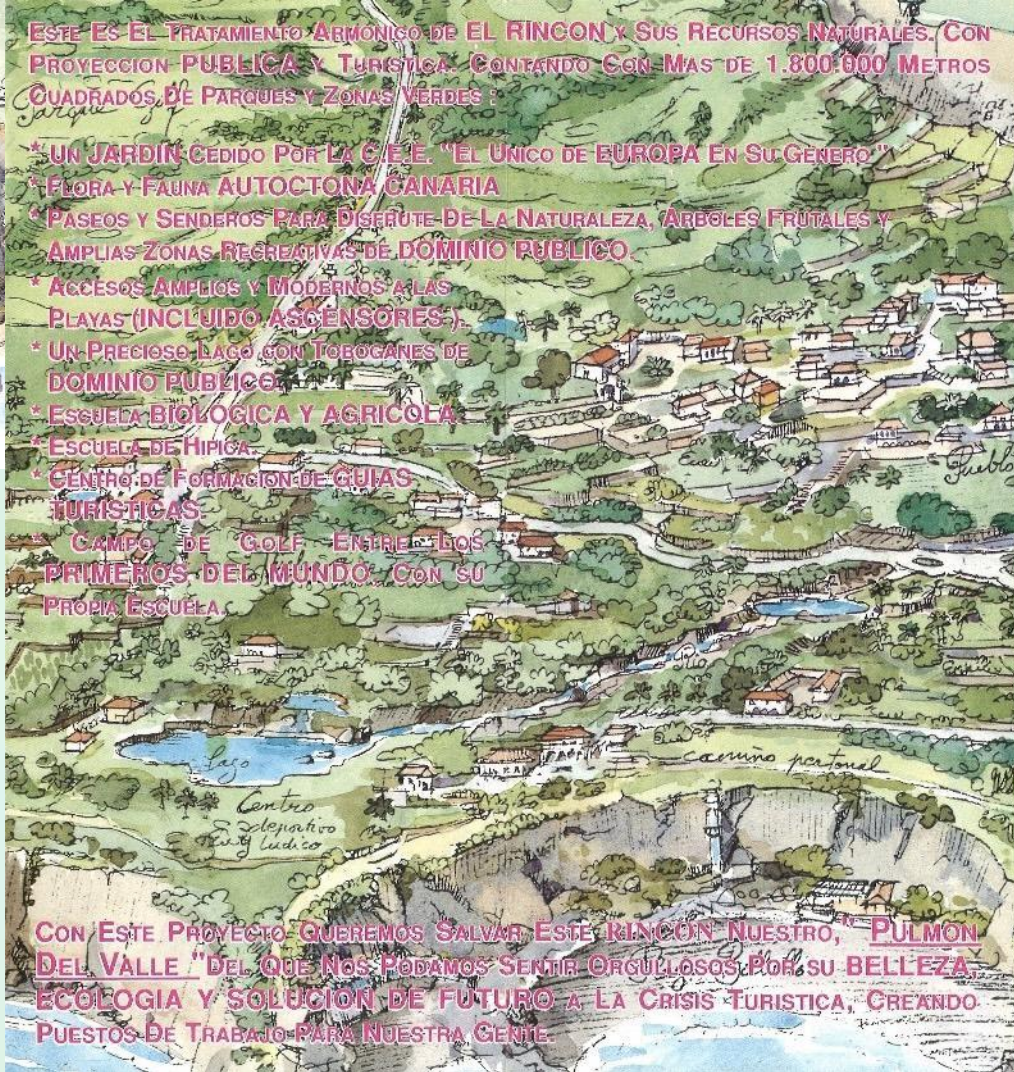 ESTE ES EL TRATAMIENTO ARMONICO DE EL RINCON Y SUS RECURSOS NATURALES. CON
PROYECCION PUBLICA Y TURISTICA. CONTANDO CON MAS DE 1.800.000 METROS
CUADRADOS DE PARQUES Y ZONAS VERDES :
Parque
* UN JARDIN CEDIDO POR LA C.E.E. "EL UNICO DE EUROPA EN SU GENERO "
* FLORA Y FAUNA AUTOCTONA CANARIA
* PASEOS Y SENDEROS PARA DISFRUTE DE LA NATURALEZA, ARBOLES FRUTALES Y
AMPLIAS ZONAS RECREATIVAS DE DOMINIO PUBLICO.
* ACCESOS AMPLIOS Y MODERNOS A LAS
PLAYAS (INCLUIDO ASCENSORES ).
* UN PRECIOSO LAGO CON TOBOGANES DE
DOMINIO PUBLICO.
* ESCUELA BIOLOGICA Y AGRICOLA.
* ESCUELA DE HIPICA.
* CENTRO DE FORMACION DE GUIAS
TURISTICAS.
* CAMPO DE GOLF ENTRE LOS
PRIMEROS DEL MUNDO. CON SU
PROPIA ESCUELA.
Pueblo
Lago
camino peatonal
Centro
deportivo
y ludico
CON ESTE PROYECTO QUEREMOS SALVAR ESTE RINCON NUESTRO," PULMON
DEL VALLE "DEL QUE NOS PODAMOS SENTIR ORGULLOSOS POR SU BELLEZA,
ECOLOGIA Y SOLUCION DE FUTURO A LA CRISIS TURISTICA, CREANDO
PUESTOS DE TRABAJO PARA NUESTRA GENTE.